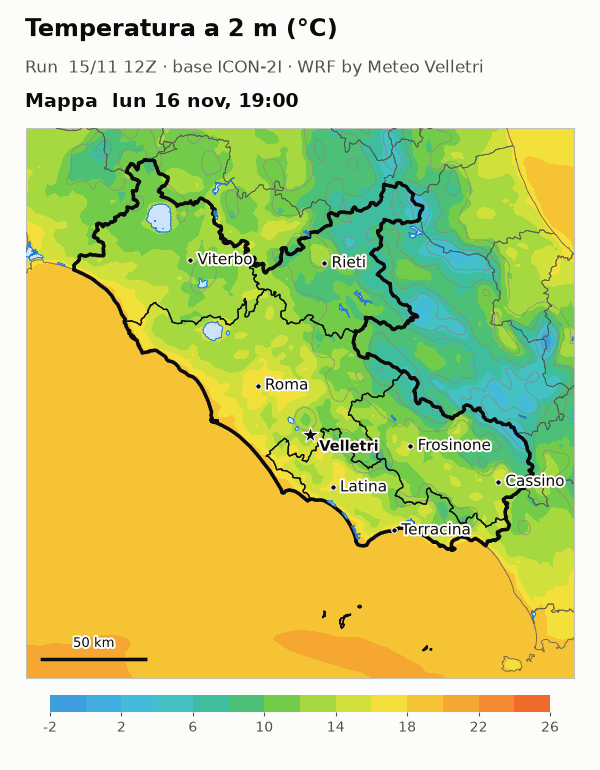 Temperatura a 2 m (°C)
Run 15/11 12Z · base ICON-2I · WRF by Meteo Velletri
Mappa lun 16 nov, 19:00
Viterbo
Rieti
Roma
Velletri
Frosinone
Cassino
Latina
Terracina
50 km
-2 2 6 10 14 18 22 26